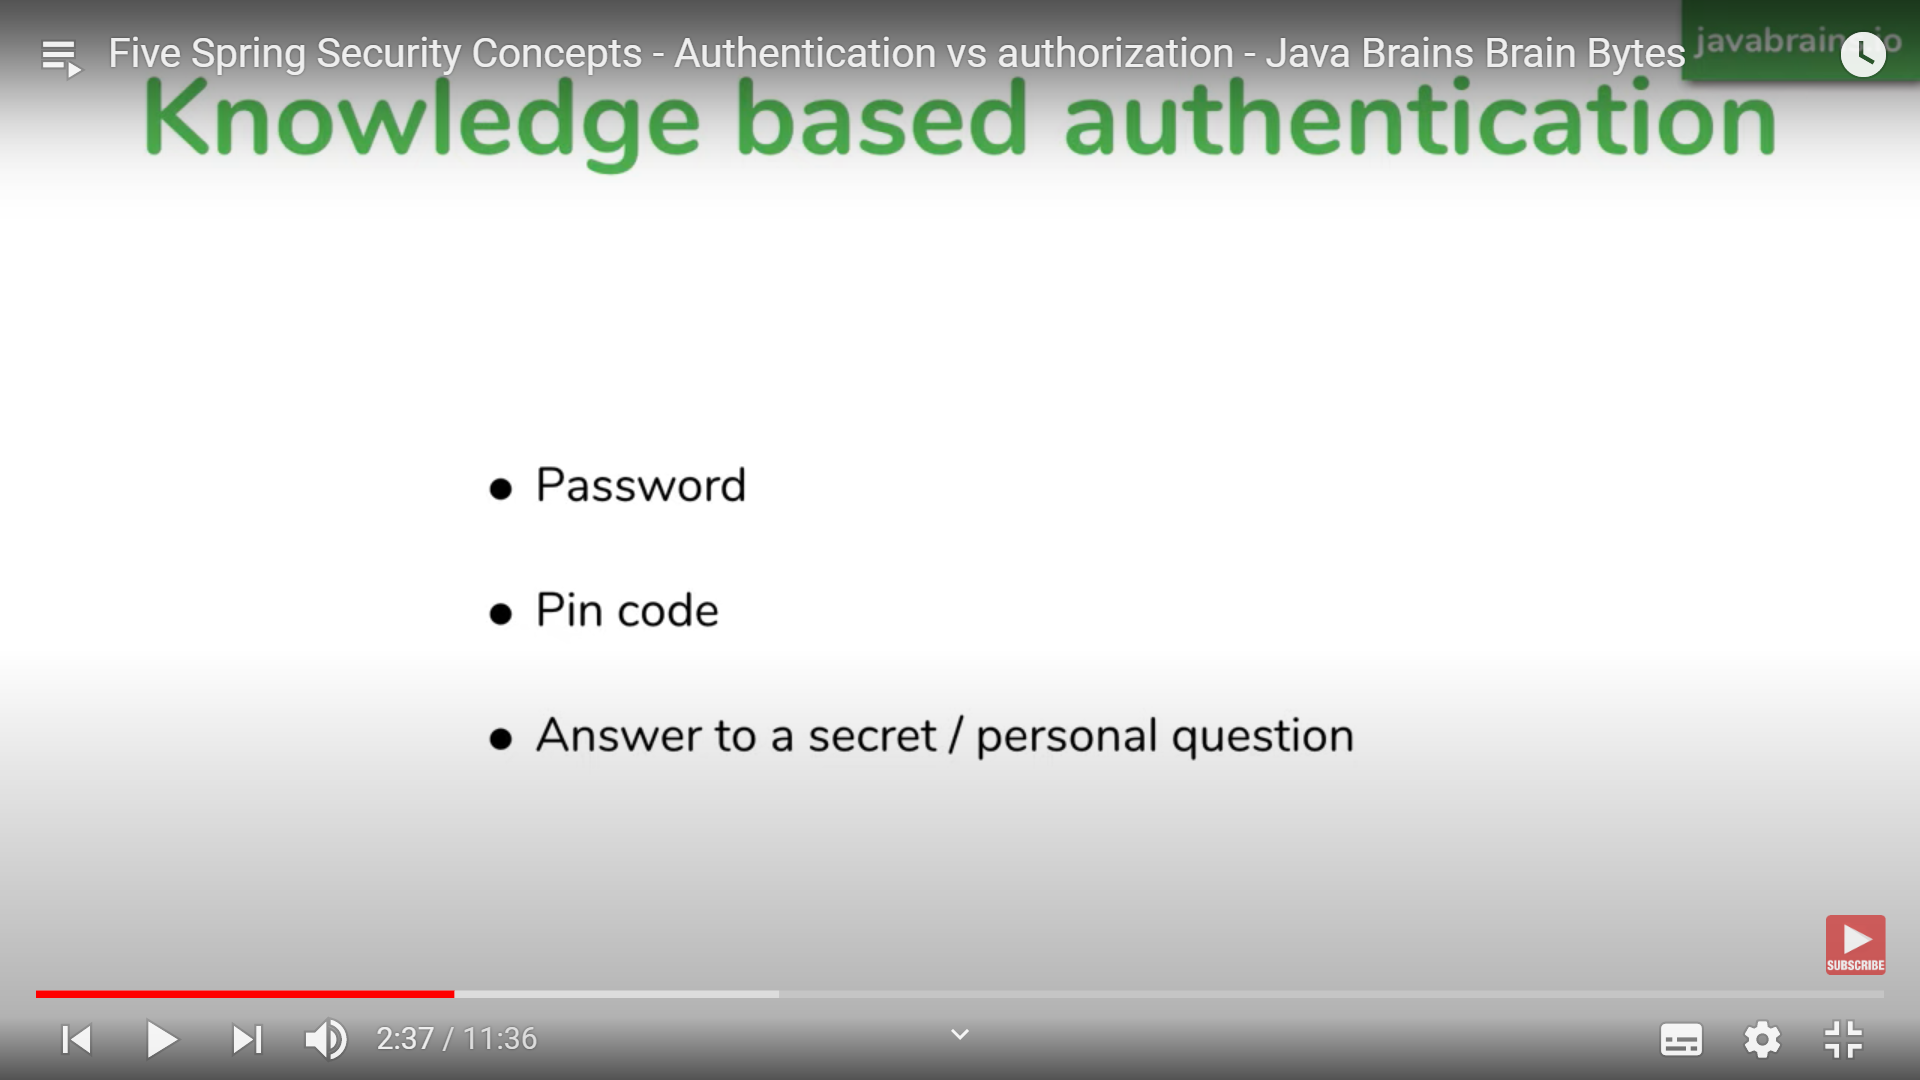 Five Spring Security Concepts - Authentication vs authorization - Java Brains Brain Bytes
Knowledge based authentication
● Password
● Pin code
● Answer to a secret / personal question
SUBSCRIBE
2:37 / 11:36